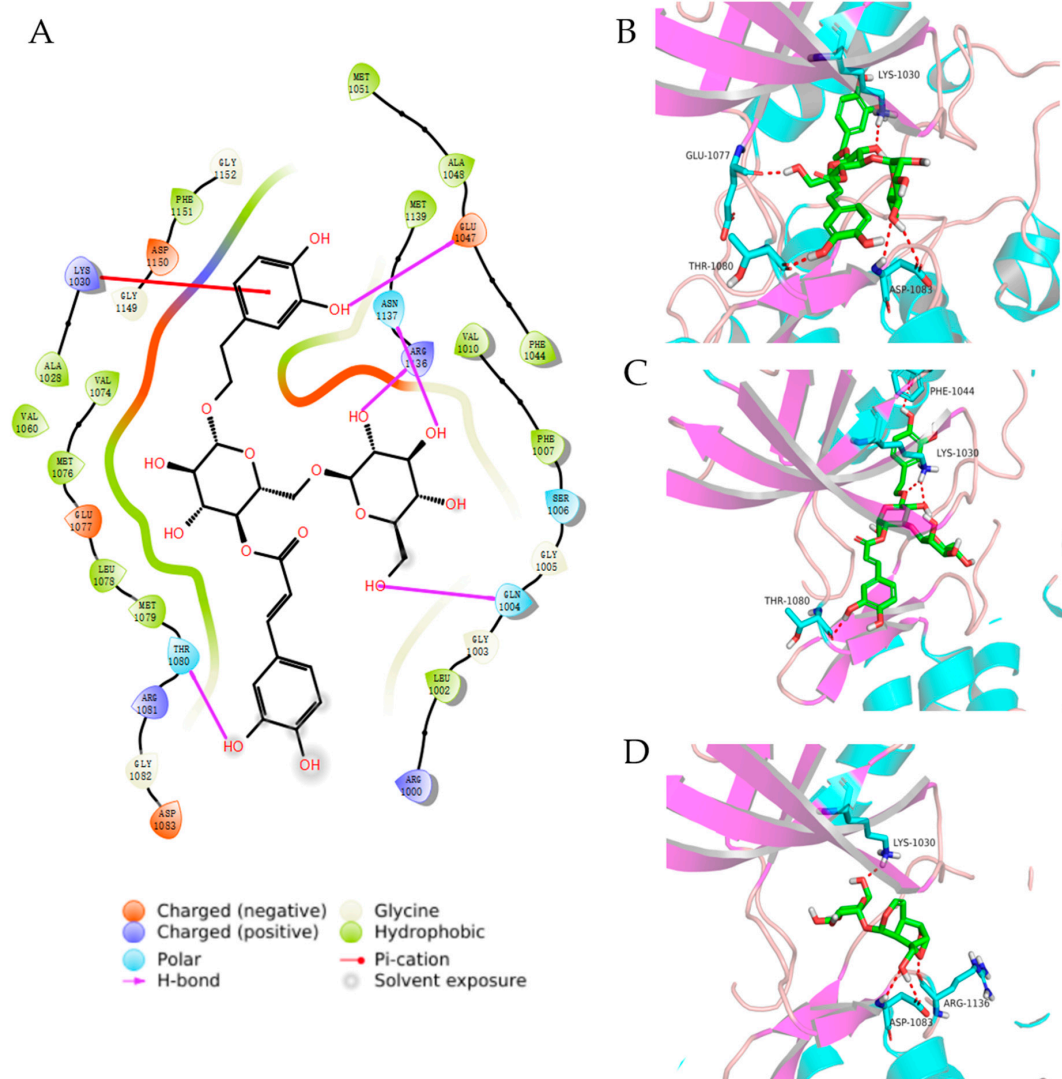 A
MET
1051
GLY
1152
ALA
1048
PHE
1151
MET
1139
GLU
1047
OH
ASP
1150
LYS
1030
OH
ASN
1137
GLY
1149
VAL
1010
ARG
1136
PHE
1044
ALA
1028
VAL
1074
O
HO
OH
VAL
1060
PHE
1007
MET
1076
HO
O
O
SER
1006
OH
GLU
1077
HO
O
O
O
GLY
1005
LEU
1078
HO
GLN
1004
MET
1079
GLY
1003
THR
1080
LEU
1002
ARG
1081
HO
OH
GLY
1082
ARG
1000
ASP
1083
Charged (negative)
Charged (positive)
Polar
H-bond
Glycine
Hydrophobic
Pi-cation
Solvent exposure
B
LYS-1030
GLU-1077
THR-1080
ASP-1083
C
PHE-1044
LYS-1030
THR-1080
D
LYS-1030
ARG-1136
ASP-1083